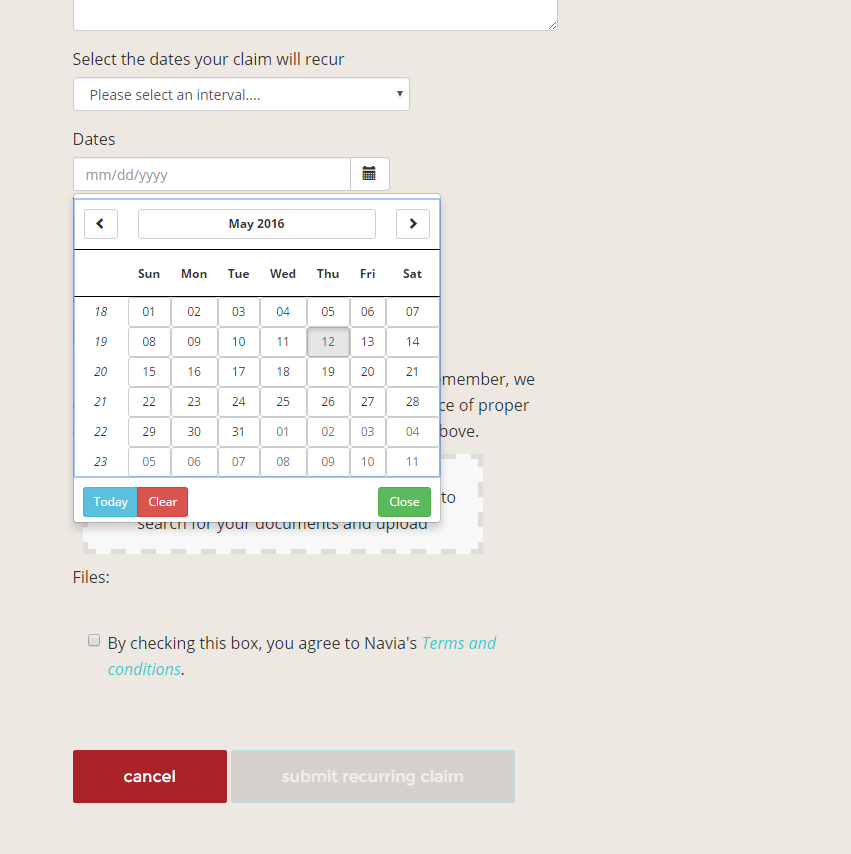 Select the dates your claim will recur
Please select an interval....
Dates
mm/dd/yyyy
May 2016
Sun Mon Tue Wed Thu Fri Sat
18 01 02 03 04 05 06 07
19 08 09 10 11 12 13 14
20 15 16 17 18 19 20 21
21 22 23 24 25 26 27 28
22 29 30 31 01 02 03 04
23 05 06 07 08 09 10 11
member, we
ce of proper
bove.
to
Today Clear Close
search for your documents and upload
Files:
By checking this box, you agree to Navia's Terms and
conditions.
cancel submit recurring claim